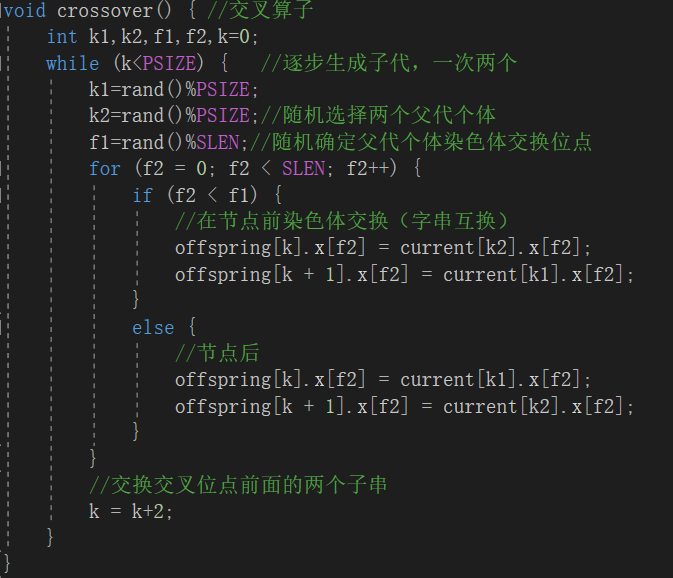 void crossover() { //交叉算子
int k1,k2,f1,f2,k=0;
while (k<PSIZE) { //逐步生成子代，一次两个
k1=rand()%PSIZE;
k2=rand()%PSIZE;//随机选择两个父代个体
f1=rand()%SLEN;//随机确定父代个体染色体交换位点
for (f2 = 0; f2 < SLEN; f2++) {
if (f2 < f1) {
//在节点前染色体交换（字串互换）
offspring[k].x[f2] = current[k2].x[f2];
offspring[k + 1].x[f2] = current[k1].x[f2];
}
else {
//节点后
offspring[k].x[f2] = current[k1].x[f2];
offspring[k + 1].x[f2] = current[k2].x[f2];
}
}
//交换交叉位点前面的两个子串
k = k+2;
}
}